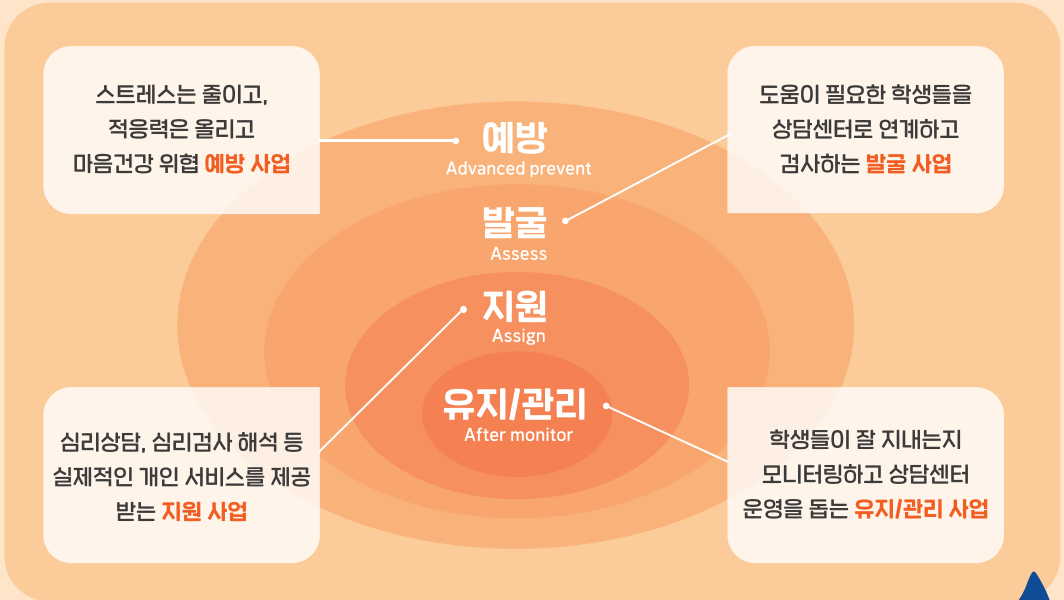 스트레스는 줄이고,
적응력은 올리고
마음건강 위협 예방 사업
도움이 필요한 학생들을
상담센터로 연계하고
검사하는 발굴 사업
예방
Advanced prevent
발굴
Assess
지원
Assign
유지/관리
After monitor
심리상담, 심리검사 해석 등
실제적인 개인 서비스를 제공
받는 지원 사업
학생들이 잘 지내는지
모니터링하고 상담센터
운영을 돕는 유지/관리 사업